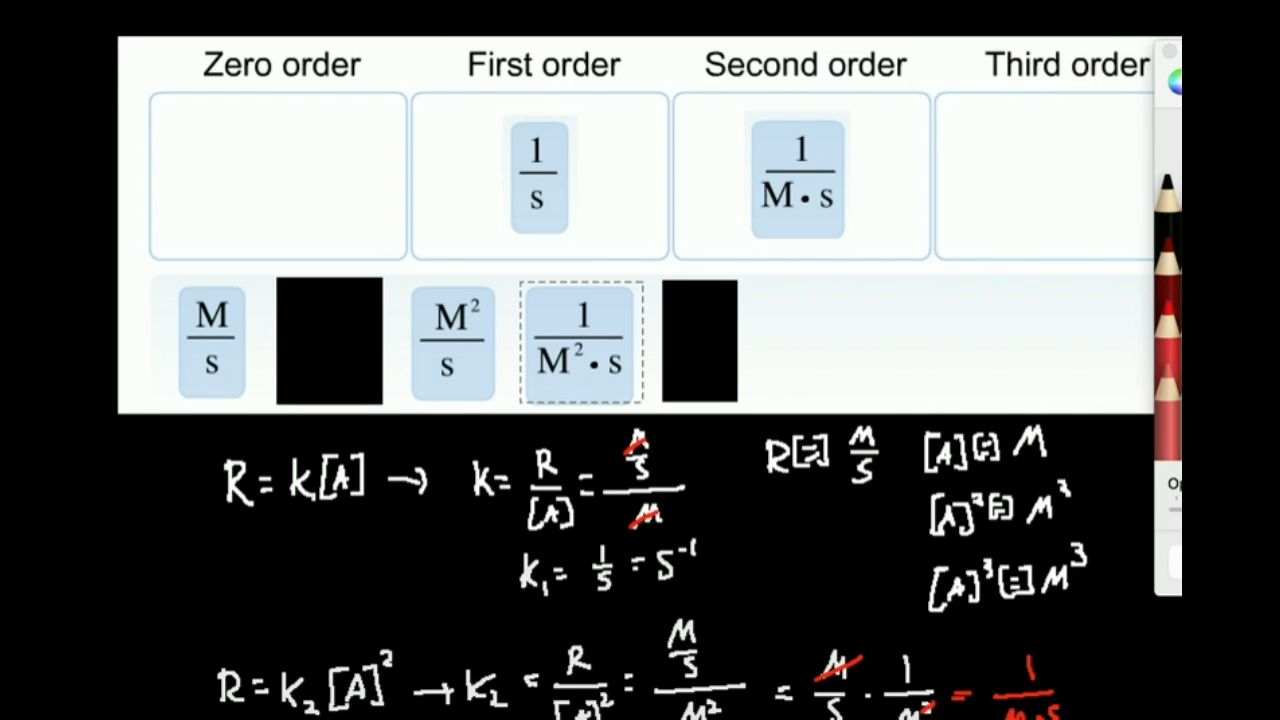 Zero order First order Second order Third order
1/s 1/(M · s)
M/s M²/s 1/(M² · s)
R = k[A] → k = R/[A] = (M/s)/M R[=] M/s [A][=] M
[A]²[=] M²
k₁ = 1/s = s⁻¹ [A]³[=] M³
R = k₂[A]² → k₂ = R/[A]² = (M/s)/M² = M/s · 1/M² = 1/(M·s)